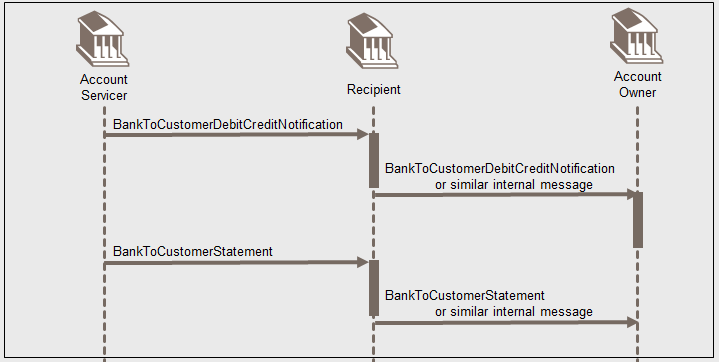 Account
Servicer
Recipient
Account
Owner
BankToCustomerDebitCreditNotification
BankToCustomerDebitCreditNotification
or similar internal message
BankToCustomerStatement
BankToCustomerStatement
or similar internal message